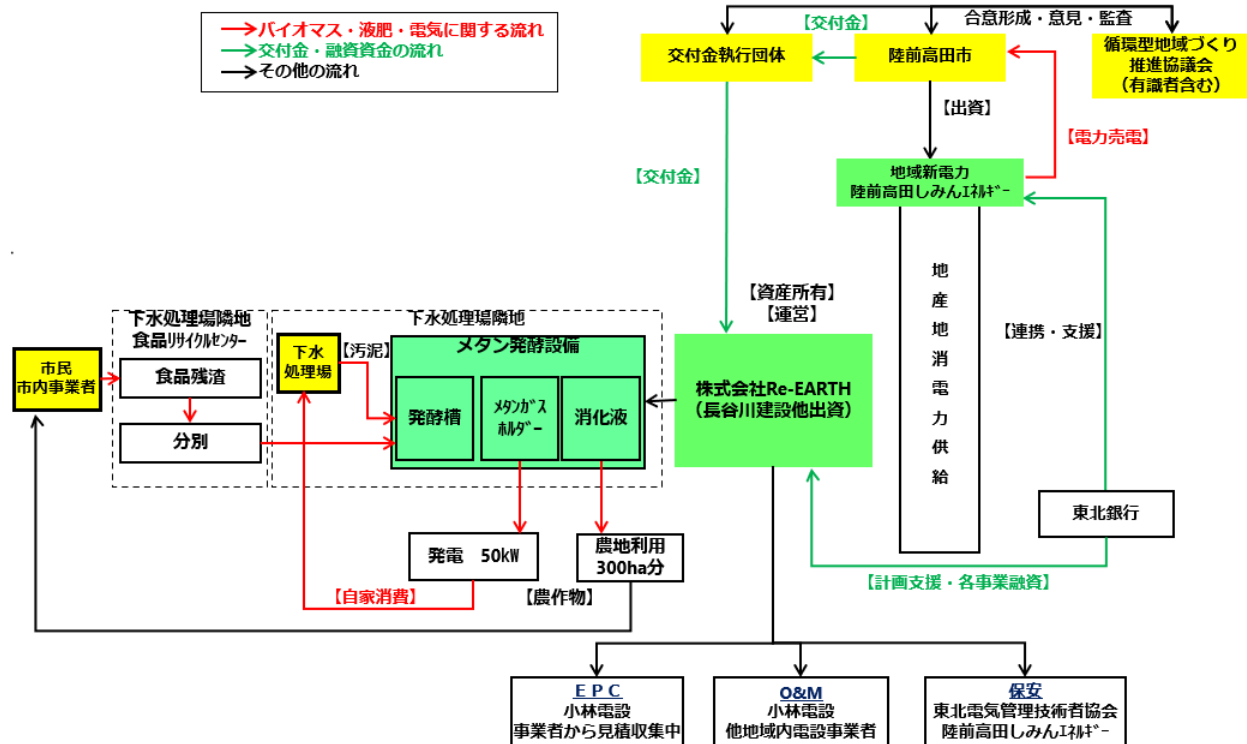 バイオマス・液肥・電気に関する流れ
交付金・融資資金の流れ
その他の流れ
【交付金】
合意形成・意見・監査
交付金執行団体
陸前高田市
循環型地域づくり
推進協議会
(有識者含む)
【出資】
【電力売電】
【交付金】
地域新電力
陸前高田しみんｴﾈﾙｷﾞｰ
地
産
地
消
電
力
供
給
【資産所有】
【運営】
【連携・支援】
下水処理場隣地
食品ﾘｻｲｸﾙセンター
下水処理場隣地
市民
市内事業者
食品残渣
分別
下水
処理場
【汚泥】
メタン発酵設備
発酵槽
ﾒﾀﾝｶﾞｽ
ﾎﾙﾀﾞｰ
消化液
株式会社Re-EARTH
(長谷川建設他出資)
東北銀行
発電 50kW
農地利用
300ha分
【自家消費】
【農作物】
【計画支援・各事業融資】
ＥＰＣ
小林電設
事業者から見積収集中
O&M
小林電設
他地域内電設事業者
保安
東北電気管理技術者協会
陸前高田しみんｴﾈﾙｷﾞｰ